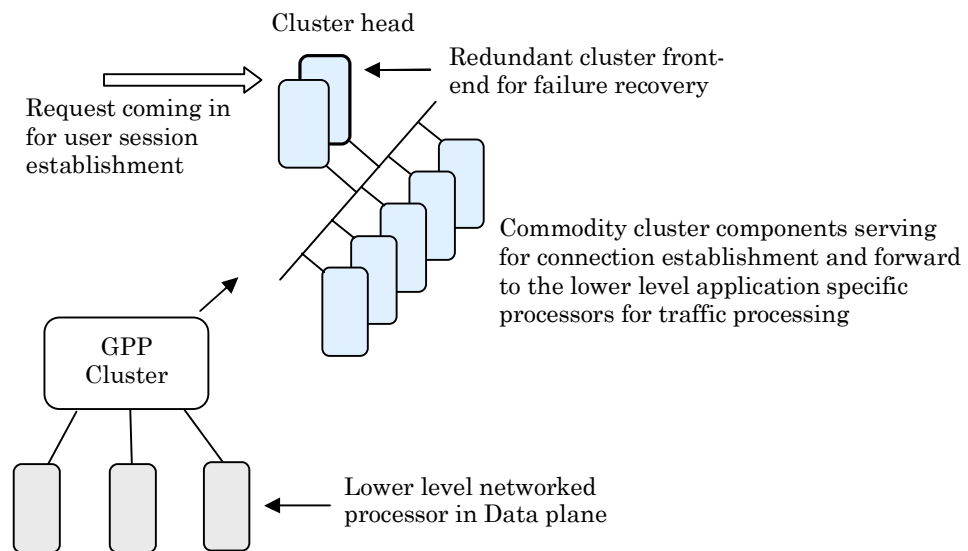 Cluster head
Redundant cluster front-
end for failure recovery
Request coming in
for user session
establishment
Commodity cluster components serving
for connection establishment and forward
to the lower level application specific
processors for traffic processing
GPP
Cluster
Lower level networked
processor in Data plane